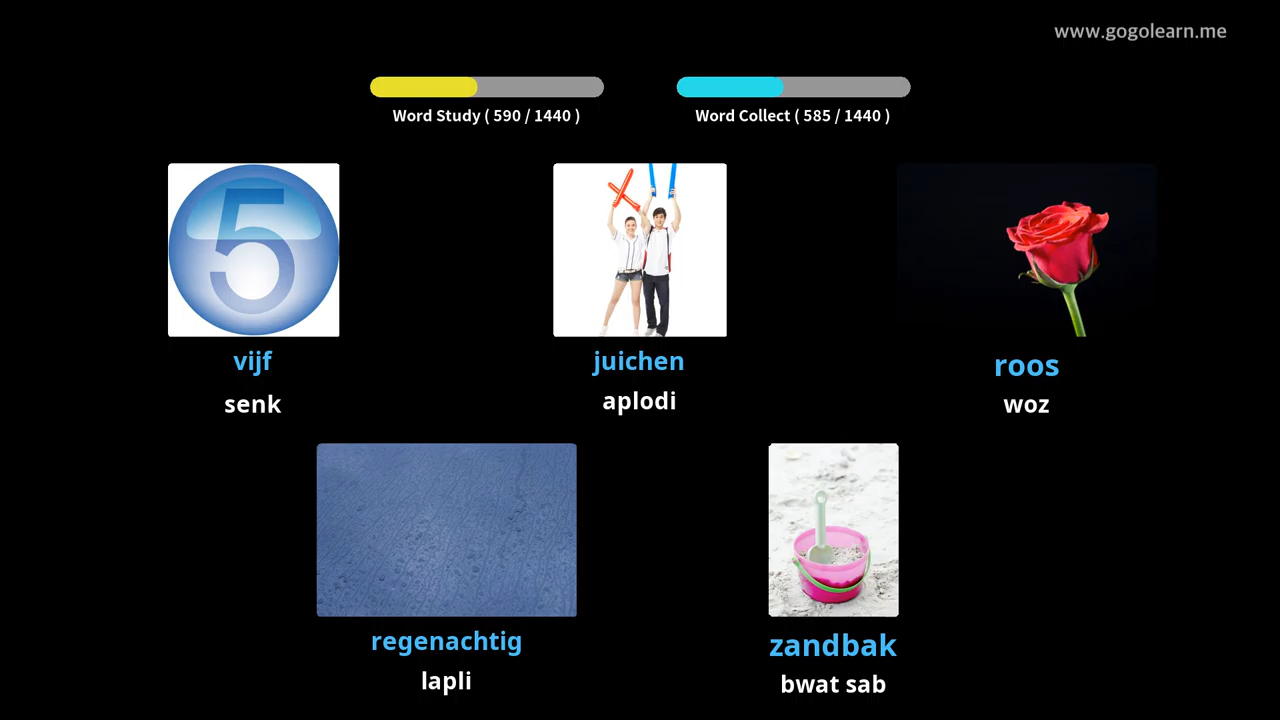 www.gogolearn.me
Word Study ( 590 / 1440 )
Word Collect ( 585 / 1440 )
5
vijf
senk
juichen
aplodi
roos
woz
regenachtig
lapli
zandbak
bwat sab